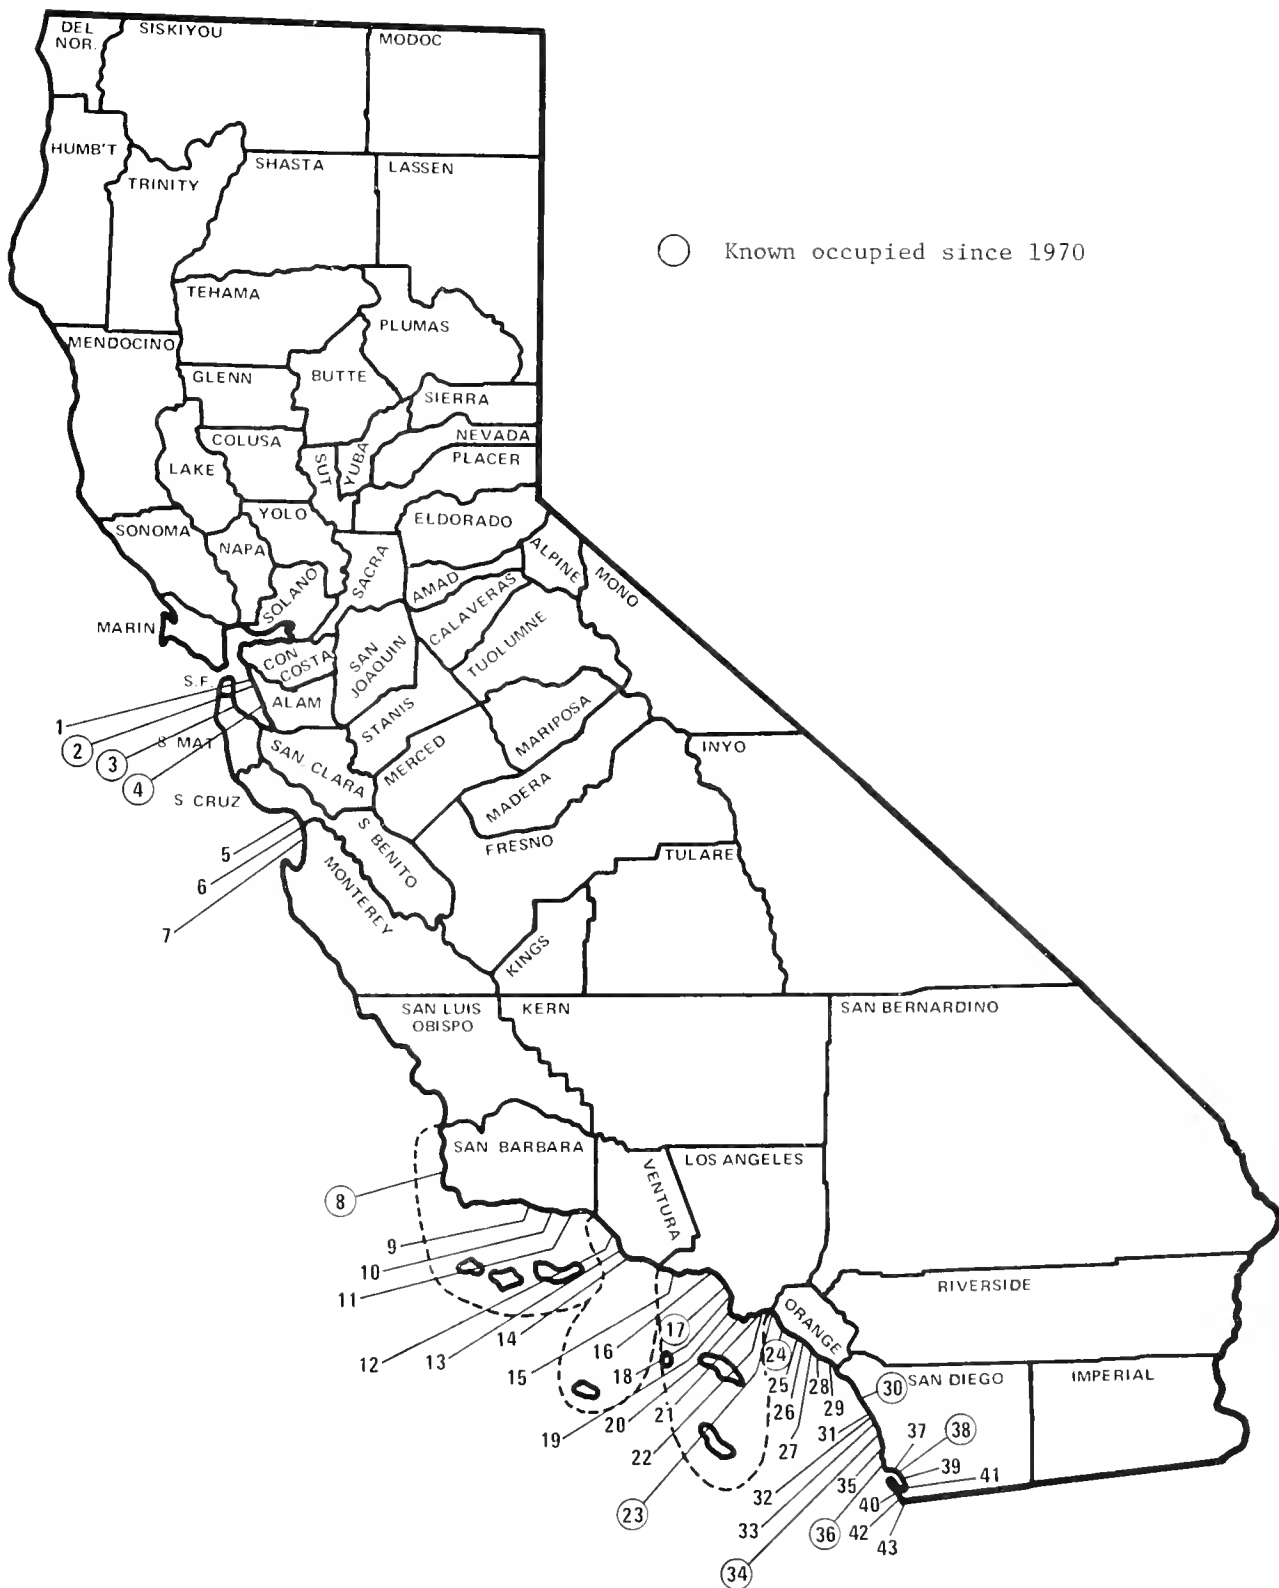 DEL
NOR.
SISKIYOU
MODOC
HUMB'T
TRINITY
SHASTA
LASSEN
Known occupied since 1970
TEHAMA
PLUMAS
MENDOCINO
GLENN
BUTTE
SIERRA
COLUSA
NEVADA
LAKE
SUT
YUBA
PLACER
SONOMA
YOLO
ELDORADO
NAPA
SACRA
ALPINE
MONO
SOLANO
AMAD
CALAVERAS
MARIN
CON
COSTA
SAN
JOAQUIN
TUOLUMNE
S.F.
ALAM
STANIS
MARIPOSA
1
2
3
4
S MAT
SAN CLARA
MERCED
INYO
MADERA
S CRUZ
S BENITO
FRESNO
TULARE
5
6
7
MONTEREY
KINGS
SAN LUIS
OBISPO
KERN
SAN BERNARDINO
SAN BARBARA
VENTURA
LOS ANGELES
8
9
10
11
12
13
14
15
16
17
18
19
20
21
22
23
24
25
26
27
28
29
ORANGE
RIVERSIDE
30
SAN DIEGO
IMPERIAL
31
32
33
34
35
36
37
38
39
40
41
42
43